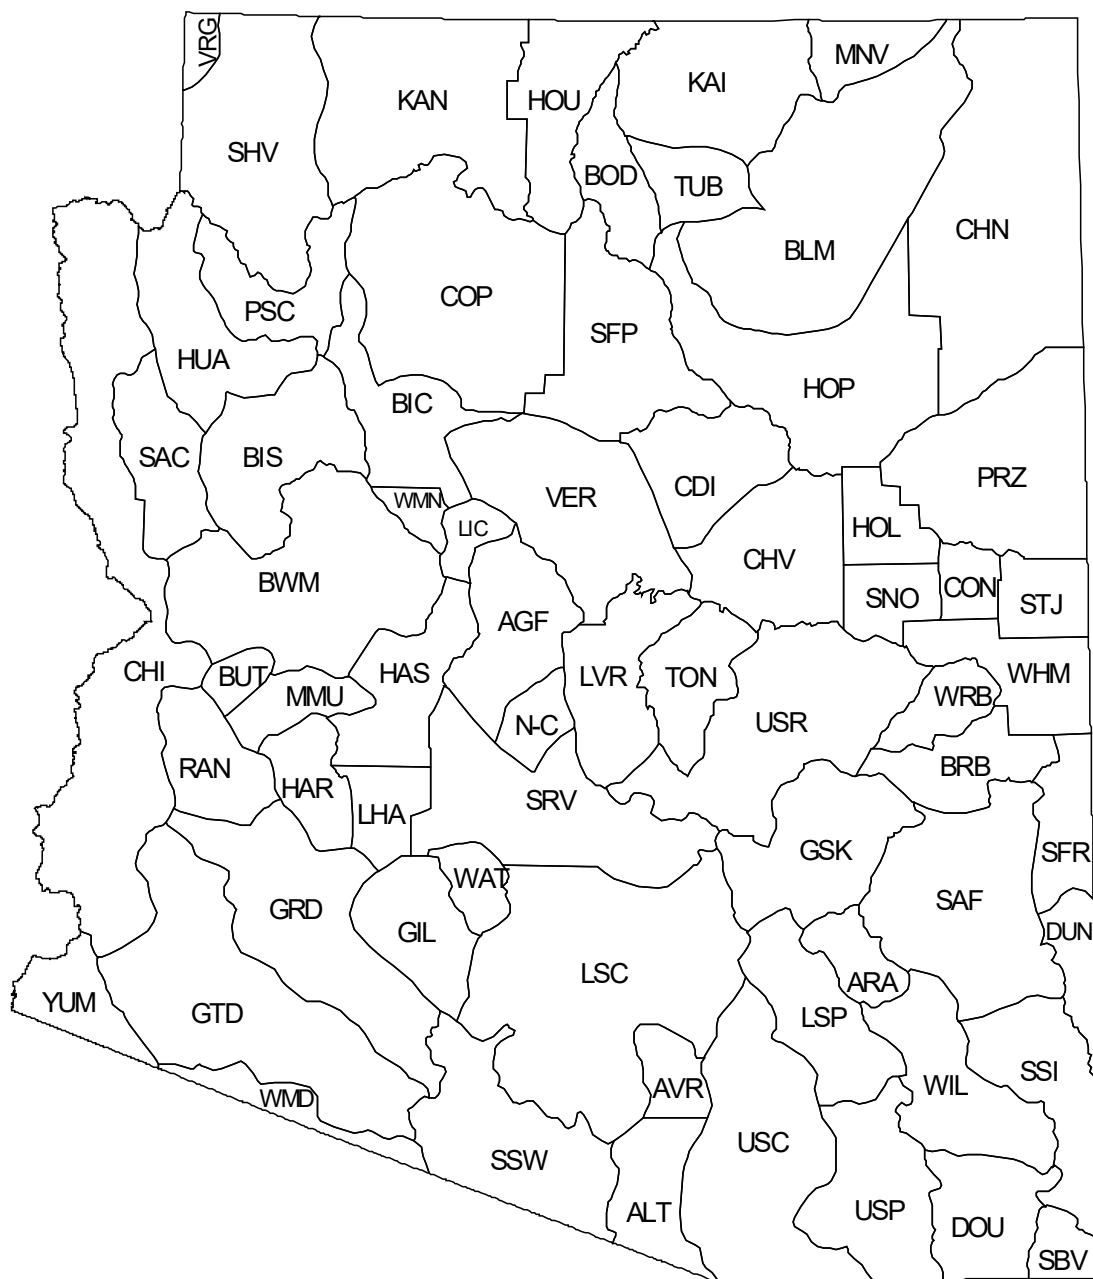 VRG
MNV
KAI
KAN
HOU
SHV
BOD
TUB
CHN
BLM
COP
PSC
SFP
HUA
HOP
BIC
SAC
BIS
PRZ
CDI
VER
WMN
LIC
HOL
CHV
BWM
CON
SNO
STJ
AGF
CHI
BUT
HAS
LVR
TON
WHM
MMU
WRB
N-C
USR
RAN
BRB
HAR
SRV
LHA
GSK
SFR
WAT
SAF
GRD
GIL
DUN
LSC
ARA
YUM
GTD
LSP
SSI
AVR
WIL
WMD
USC
SSW
USP
ALT
DOU
SBV